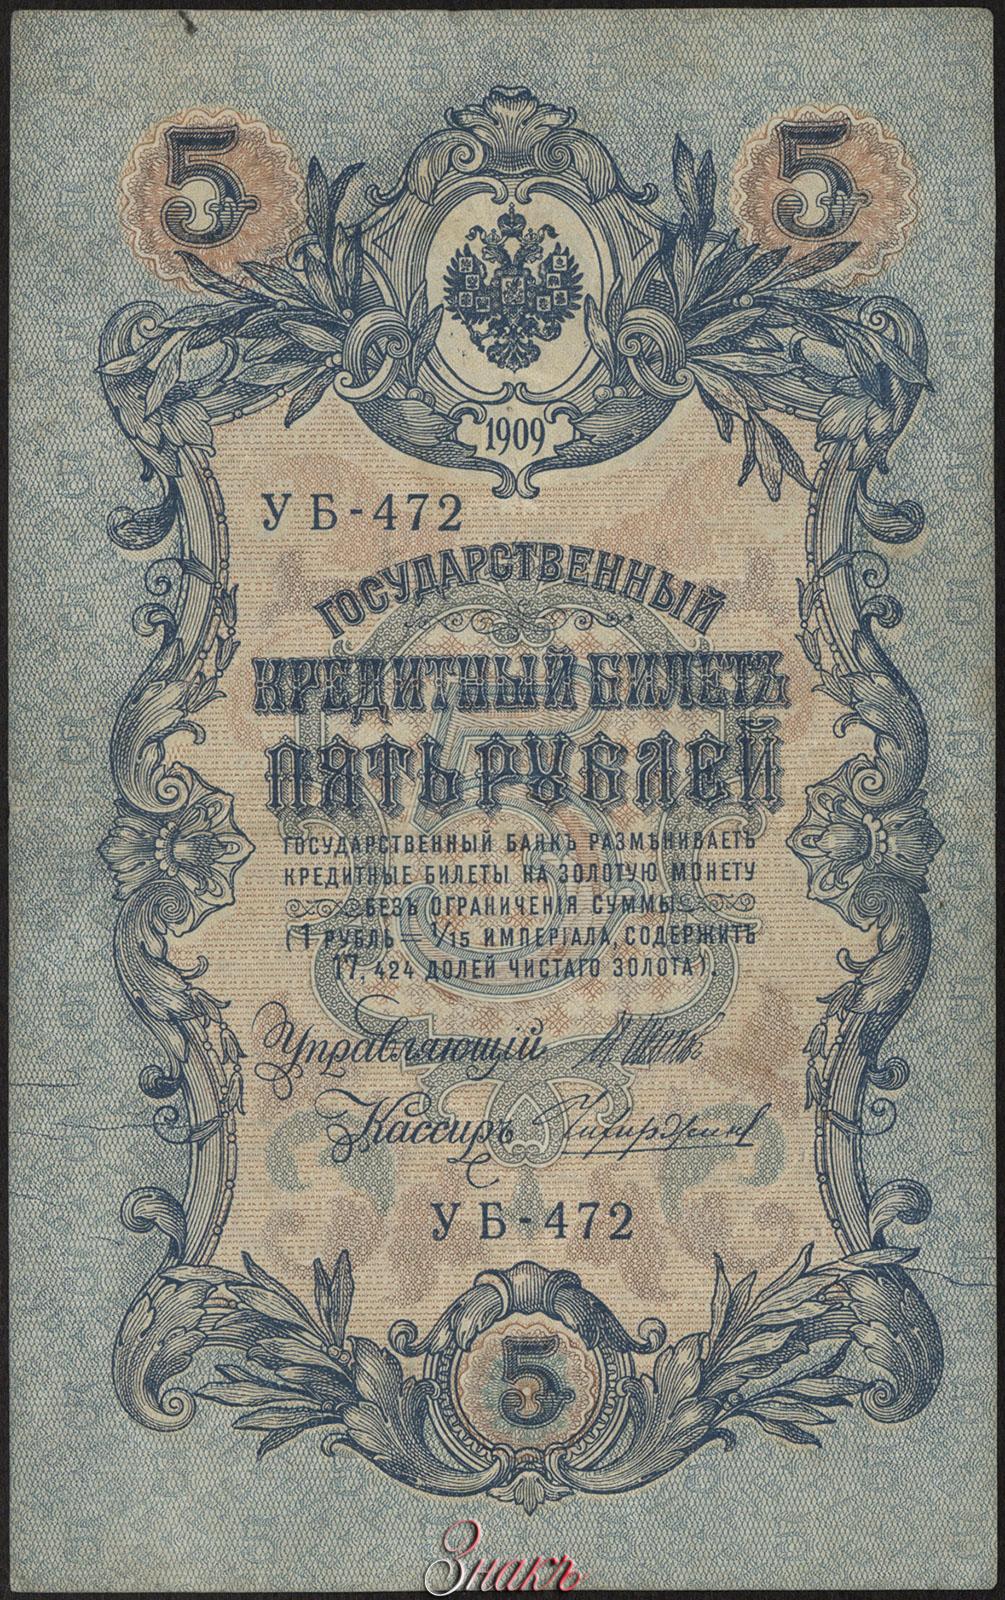 5 5
1909
УБ-472
ГОСУДАРСТВЕННЫЙ
КРЕДИТНЫЙ БИЛЕТЪ
ПЯТЬ РУБЛЕЙ
ГОСУДАРСТВЕННЫЙ БАНКЪ РАЗМѢНИВАЕТЪ
КРЕДИТНЫЕ БИЛЕТЫ НА ЗОЛОТУЮ МОНЕТУ
БЕЗЪ ОГРАНИЧЕНІЯ СУММЫ
(1 РУБЛЬ = 1/15 ИМПЕРІАЛА, СОДЕРЖИТЪ
17,424 ДОЛЕЙ ЧИСТАГО ЗОЛОТА).
Управляющій
Кассиръ
УБ-472
5
Знакъ